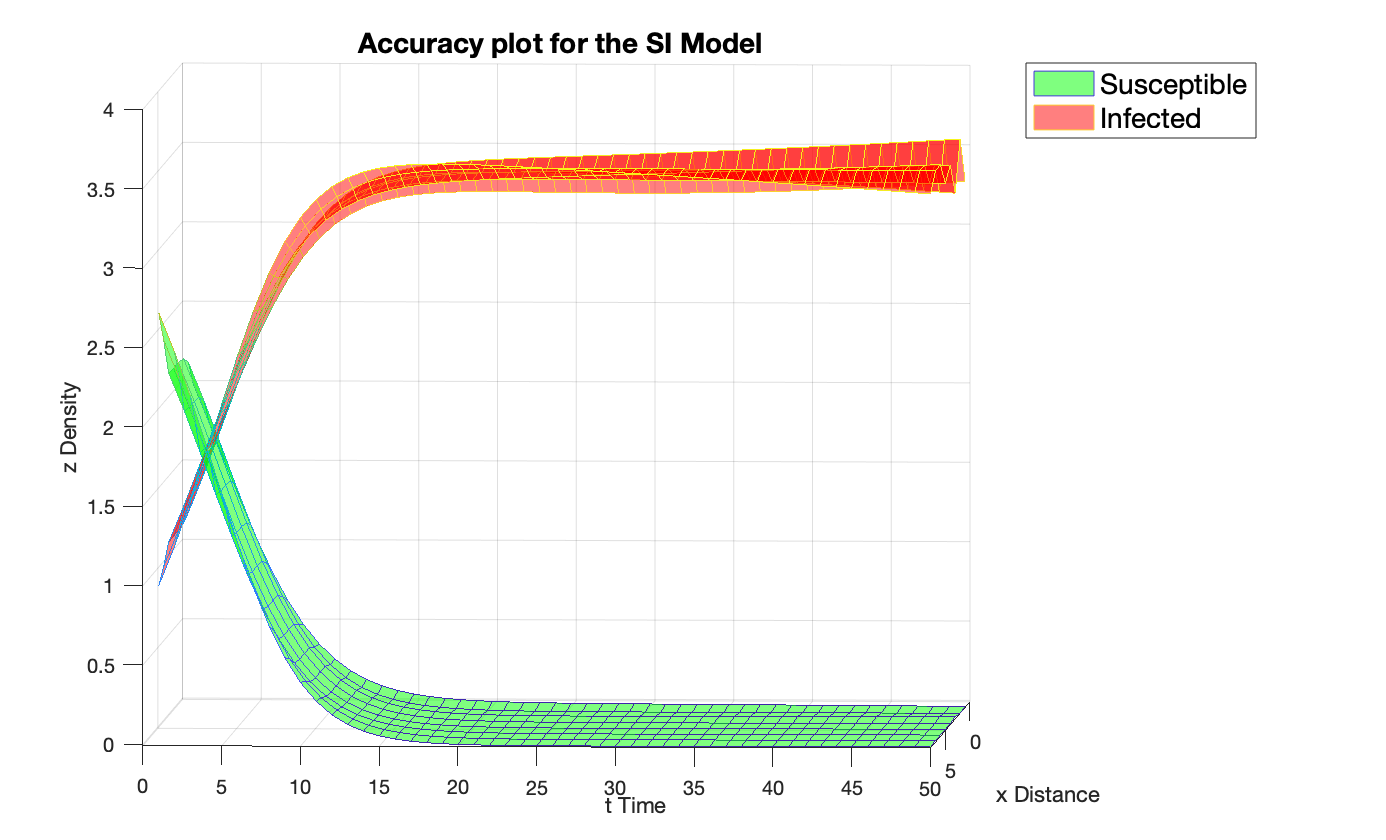 Accuracy plot for the SI Model
Susceptible
Infected
4
3.5
3
2.5
2
1.5
1
0.5
0
z Density
0 5 10 15 20 25 30 35 40 45 50
t Time
0
5
x Distance